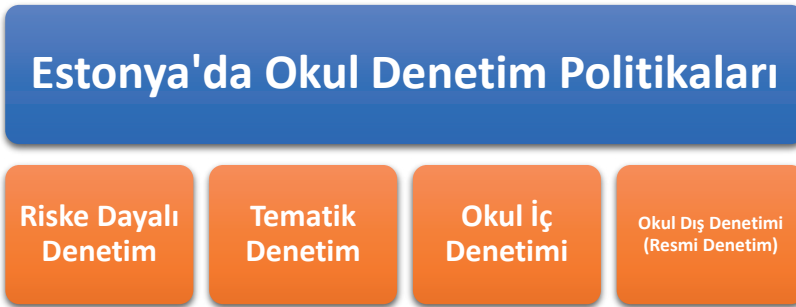 Estonya'da Okul Denetim Politikaları
Riske Dayalı
Denetim
Tematik
Denetim
Okul İç
Denetimi
Okul Dış Denetimi
(Resmi Denetim)